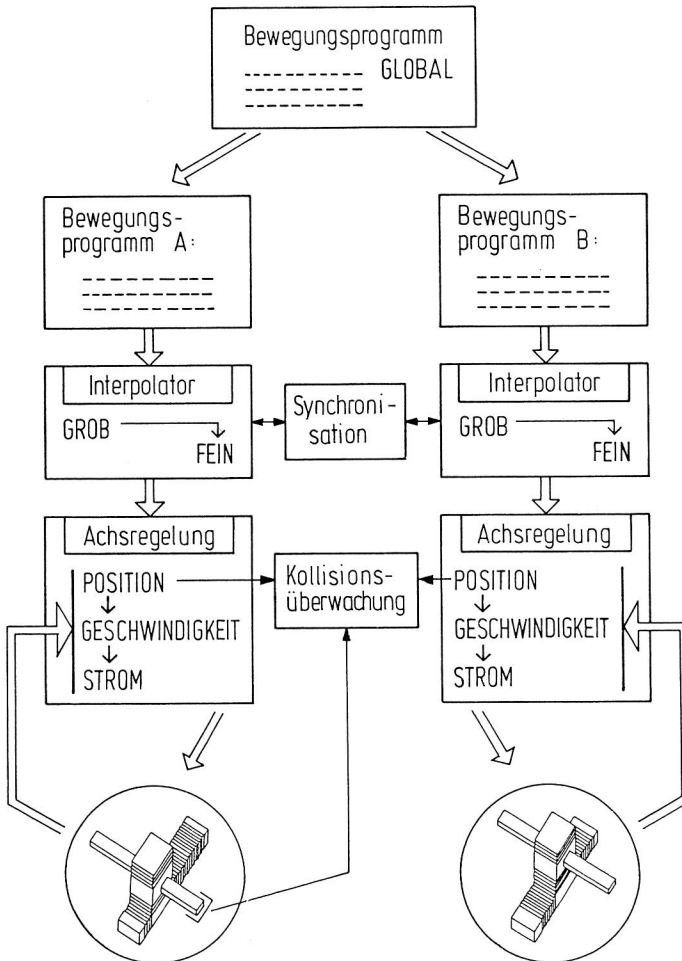 Bewegungsprogramm
GLOBAL
Bewegungs-
programm A:
Bewegungs-
programm B:
Interpolator
GROB
FEIN
Synchroni-
sation
Interpolator
GROB
FEIN
Achsregelung
POSITION
GESCHWINDIGKEIT
STROM
Kollisions-
überwachung
Achsregelung
POSITION
GESCHWINDIGKEIT
STROM